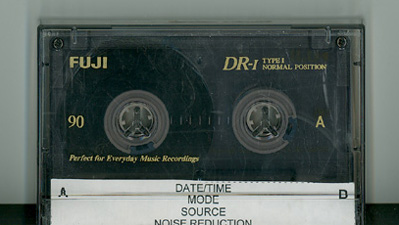 FUJI
DR-I TYPE I
NORMAL POSITION
90
A
Perfect for Everyday Music Recordings
A
B
DATE/TIME
MODE
SOURCE
NOISE REDUCTION